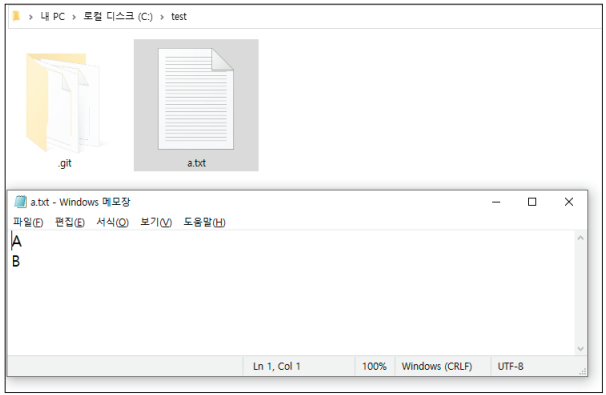 > 내 PC > 로컬 디스크 (C:) > test
.git
a.txt
a.txt - Windows 메모장
파일(F) 편집(E) 서식(O) 보기(V) 도움말(H)
A
B
Ln 1, Col 1 100% Windows (CRLF) UTF-8